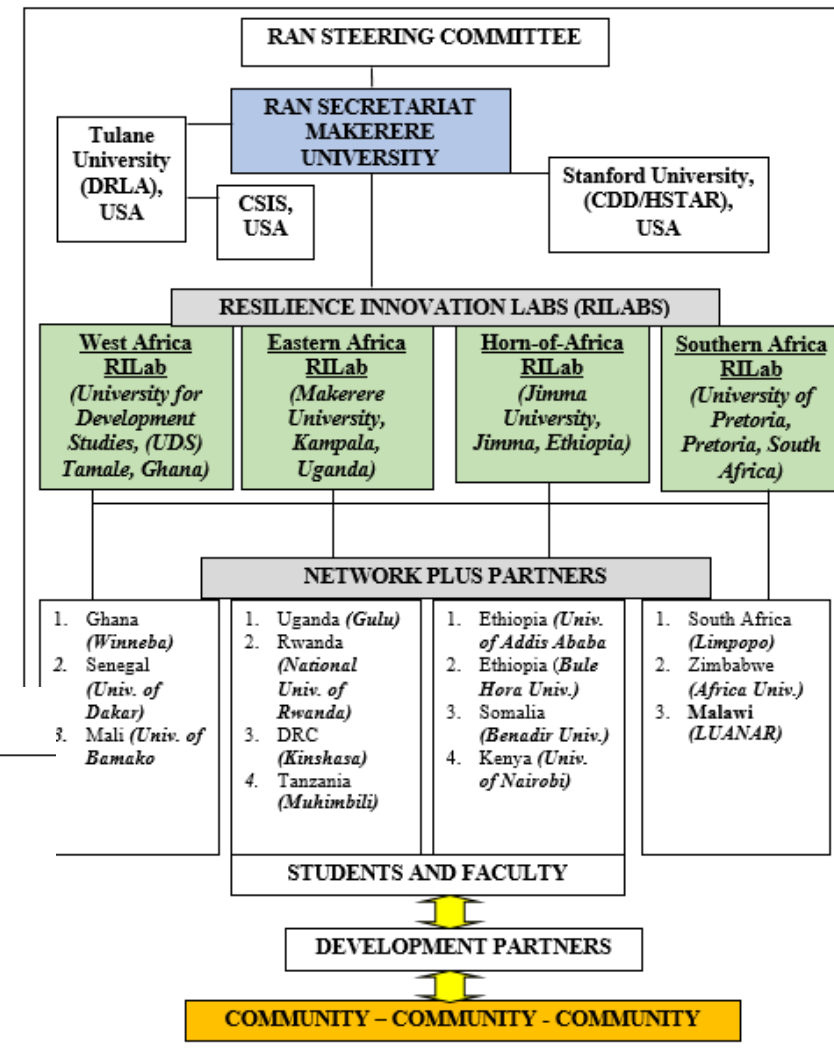 RAN STEERING COMMITTEE
RAN SECRETARIAT
MAKERERE
UNIVERSITY
Tulane
University
(DRLA),
USA
CSIS,
USA
Stanford University,
(CDD/HSTAR),
USA
RESILIENCE INNOVATION LABS (RILABS)
West Africa
RILab
(University for
Development
Studies, (UDS)
Tamale, Ghana)
Eastern Africa
RILab
(Makerere
University,
Kampala,
Uganda)
Horn-of-Africa
RILab
(Jimma
University,
Jimma, Ethiopia)
Southern Africa
RILab
(University of
Pretoria,
Pretoria, South
Africa)
NETWORK PLUS PARTNERS
1. Ghana
(Winneba)
2. Senegal
(Univ. of
Dakar)
3. Mali (Univ. of
Bamako
1. Uganda (Gulu)
2. Rwanda
(National
Univ. of
Rwanda)
3. DRC
(Kinshasa)
4. Tanzania
(Muhimbili)
1. Ethiopia (Univ.
of Addis Ababa
2. Ethiopia (Bule
Hora Univ.)
3. Somalia
(Benadir Univ.)
4. Kenya (Univ.
of Nairobi)
1. South Africa
(Limpopo)
2. Zimbabwe
(Africa Univ.)
3. Malawi
(LUANAR)
STUDENTS AND FACULTY
DEVELOPMENT PARTNERS
COMMUNITY – COMMUNITY - COMMUNITY